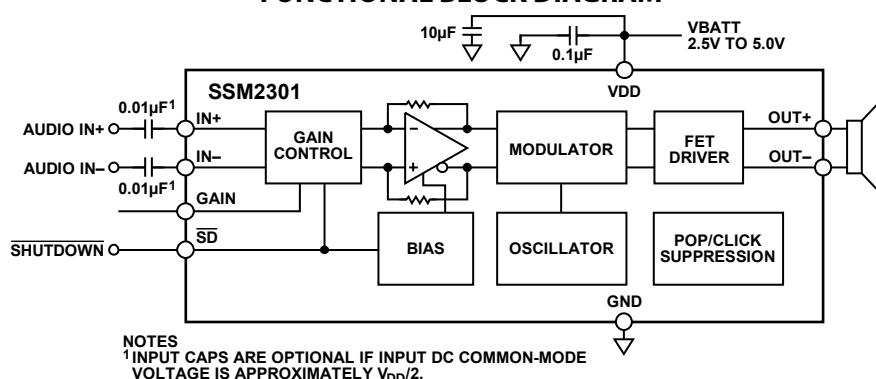 FUNCTIONAL BLOCK DIAGRAM
10µF
0.1µF
VBATT
2.5V TO 5.0V
VDD
SSM2301
0.01µF¹
AUDIO IN+
IN+
AUDIO IN–
IN–
0.01µF¹
GAIN
CONTROL
MODULATOR
FET
DRIVER
OUT+
OUT–
GAIN
SHUTDOWN
SD
BIAS
OSCILLATOR
POP/CLICK
SUPPRESSION
GND
NOTES
¹INPUT CAPS ARE OPTIONAL IF INPUT DC COMMON-MODE
VOLTAGE IS APPROXIMATELY VDD/2.